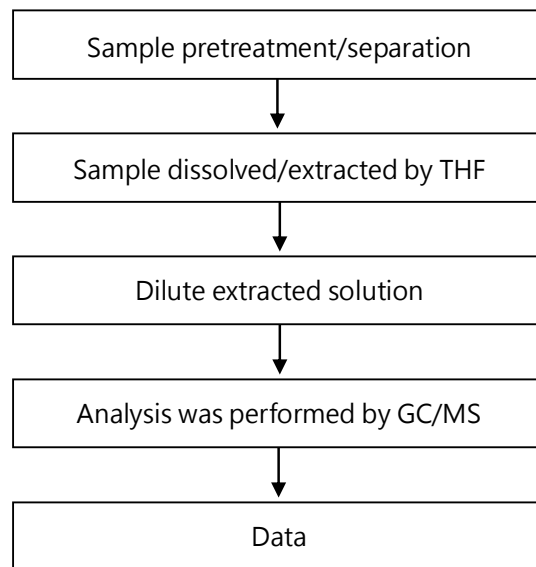 Sample pretreatment/separation
Sample dissolved/extracted by THF
Dilute extracted solution
Analysis was performed by GC/MS
Data